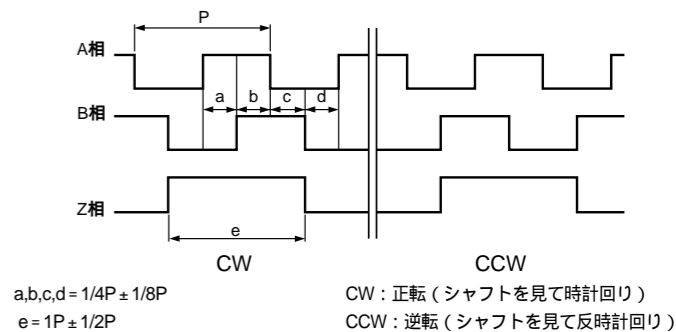 P
A相
a b c d
B相
Z相
e
CW
CCW
a,b,c,d = 1/4P ± 1/8P
e = 1P ± 1/2P
CW : 正転 ( シャフトを見て時計回り )
CCW : 逆転 ( シャフトを見て反時計回り )